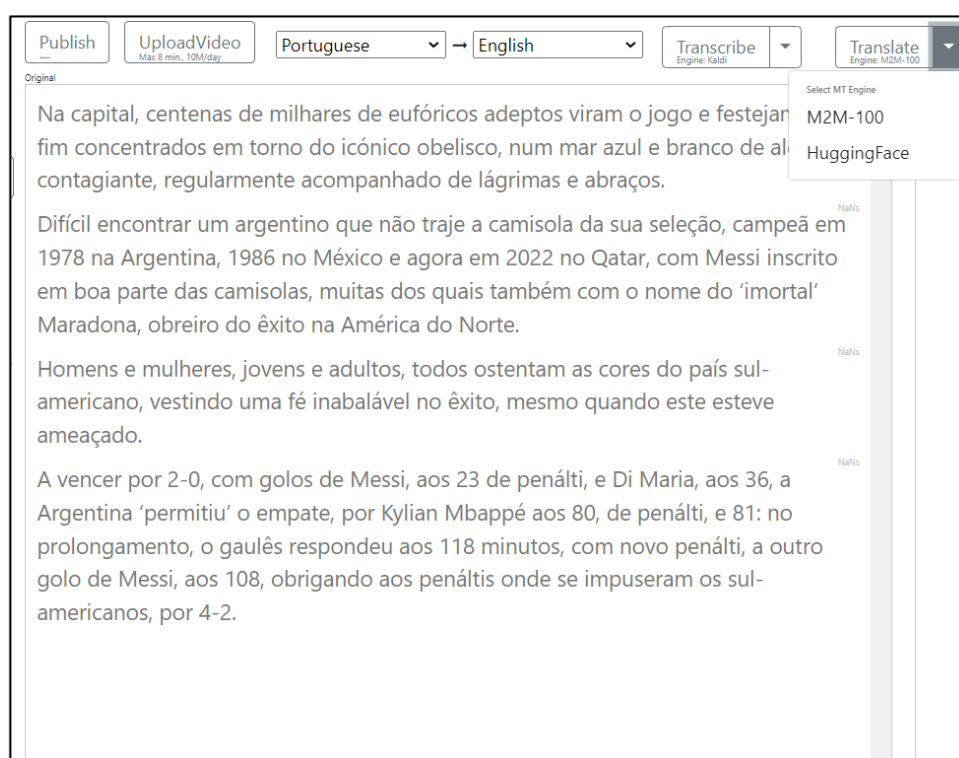 Publish
UploadVideo
Max 8 min., 10M/day
Portuguese → English
Transcribe
Engine: Kaldi
Translate
Engine: M2M-100
Original
Select MT Engine
M2M-100
HuggingFace
Na capital, centenas de milhares de eufóricos adeptos viram o jogo e
fim concentrados em torno do icónico obelisco, num mar azul e branco de
contagiante, regularmente acompanhado de lágrimas e abraços.
NaNs
Difícil encontrar um argentino que não traje a camisola da sua seleção, campeã em
1978 na Argentina, 1986 no México e agora em 2022 no Qatar, com Messi inscrito
em boa parte das camisolas, muitas dos quais também com o nome do ‘imortal’
Maradona, obreiro do êxito na América do Norte.
NaNs
Homens e mulheres, jovens e adultos, todos ostentam as cores do país sul-
americano, vestindo uma fé inabalável no êxito, mesmo quando este esteve
ameaçado.
NaNs
A vencer por 2-0, com golos de Messi, aos 23 de penálti, e Di Maria, aos 36, a
Argentina ‘permitiu’ o empate, por Kylian Mbappé aos 80, de penálti, e 81: no
prolongamento, o gaulês respondeu aos 118 minutos, com novo penálti, a outro
golo de Messi, aos 108, obrigando aos penáltis onde se impuseram os sul-
americanos, por 4-2.